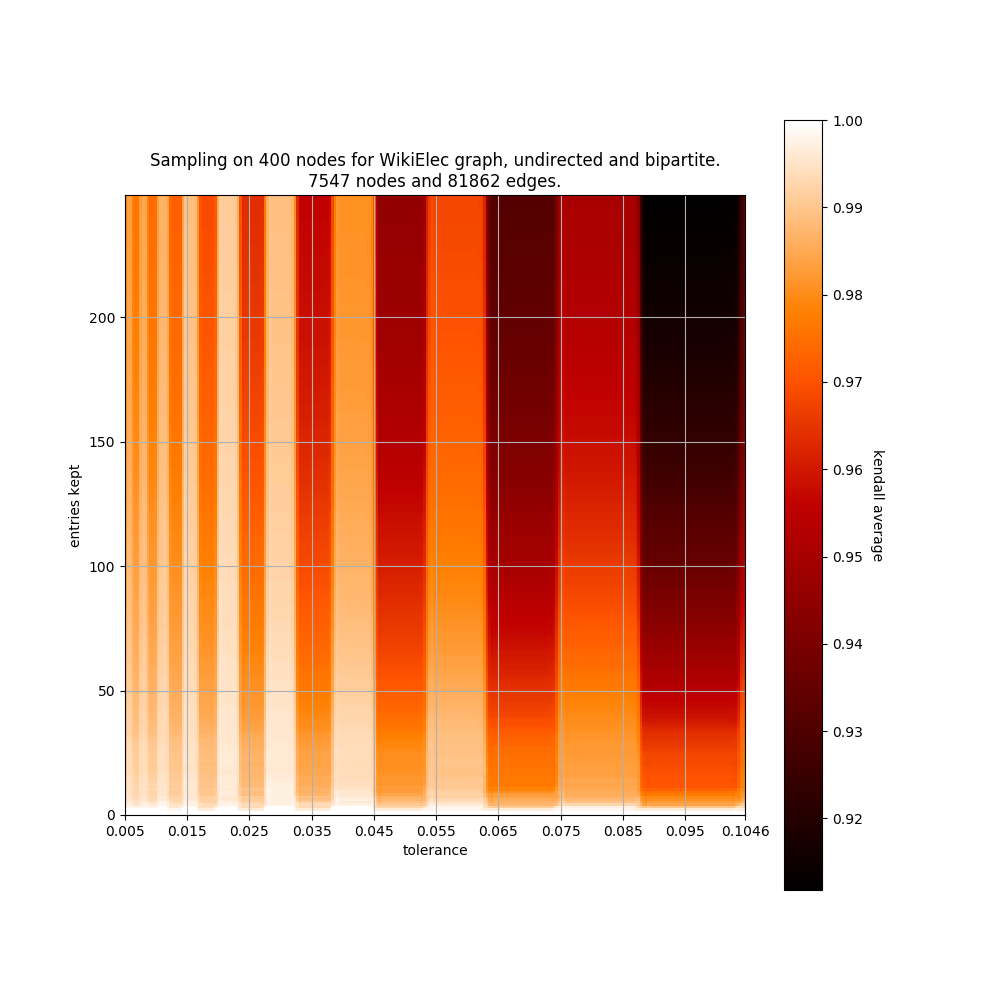 Sampling on 400 nodes for WikiElec graph, undirected and bipartite.
7547 nodes and 81862 edges.
entries kept
200
150
100
50
0
0.005 0.015 0.025 0.035 0.045 0.055 0.065 0.075 0.085 0.095 0.1046
tolerance
1.00
0.99
0.98
0.97
0.96
0.95
0.94
0.93
0.92
kendall average